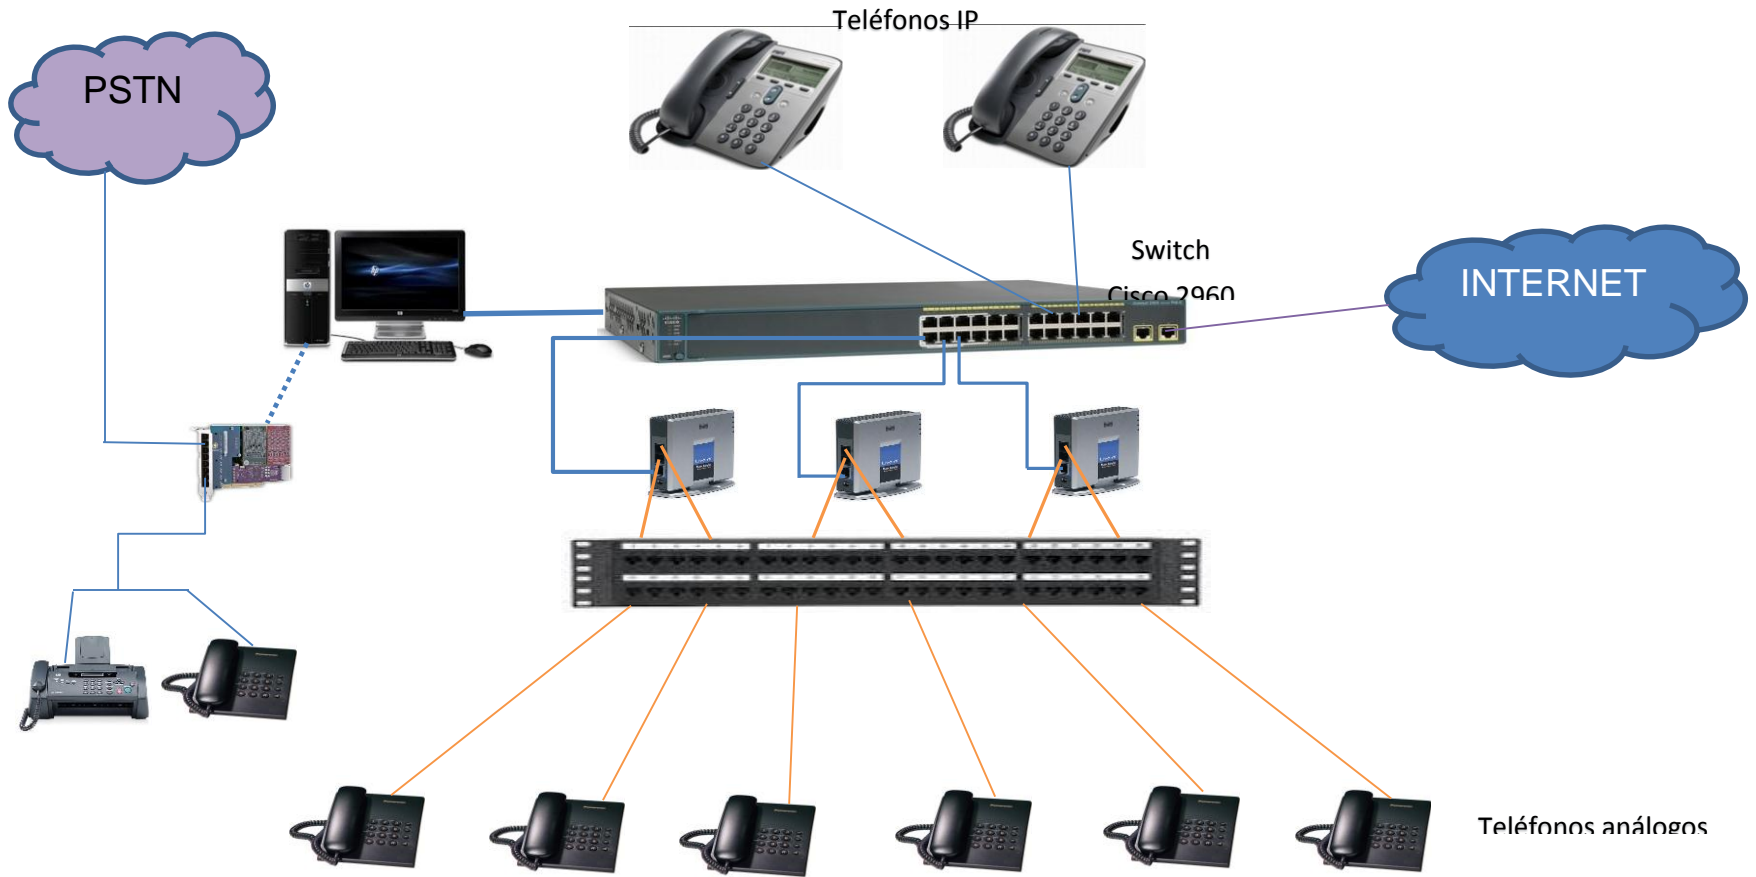 Teléfonos IP
PSTN
Switch
Cisco 2960
INTERNET
Teléfonos análogos